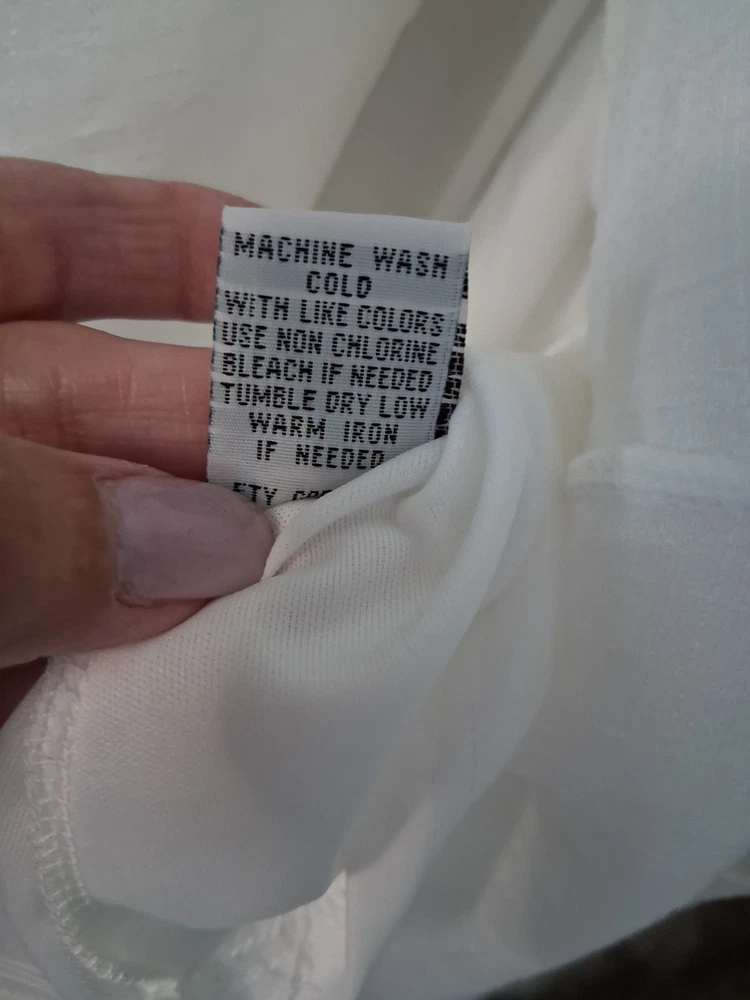 MACHINE WASH
COLD
WITH LIKE COLORS
USE NON CHLORINE
BLEACH IF NEEDED
TUMBLE DRY LOW
WARM IRON
IF NEEDED